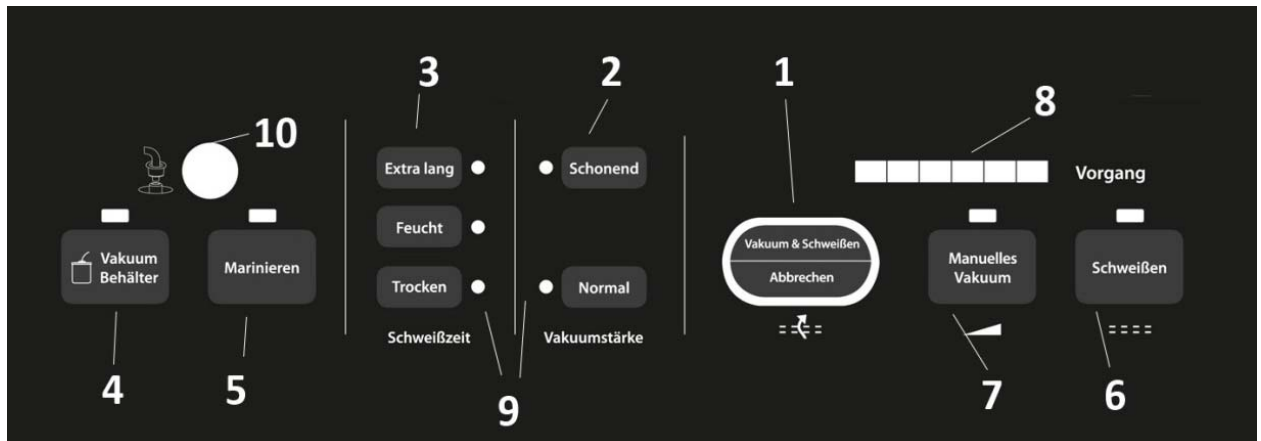 3
2
1
8
10
Extra lang
Schonend
Vorgang
Feucht
Vakuum & Schweißen
Abbrechen
Vakuum
Behälter
Marinieren
Manuelles
Vakuum
Schweißen
Trocken
Normal
Schweißzeit
Vakuumstärke
4
5
9
7
6